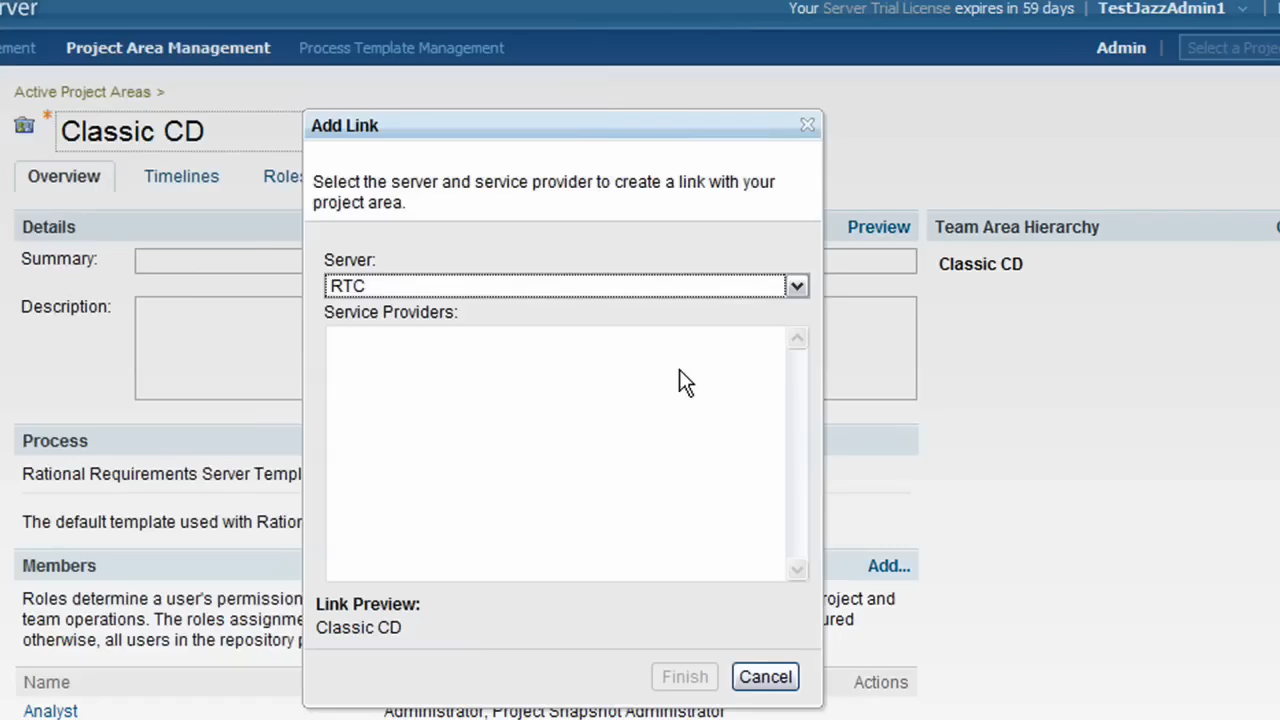 rver
Your Server Trial License expires in 59 days | TestJazzAdmin1
ement Project Area Management Process Template Management Admin | Select a Proje
Active Project Areas >
* Classic CD
Add Link
Overview Timelines Roles
Select the server and service provider to create a link with your
project area.
Details Preview Team Area Hierarchy
Summary:
Server:
Classic CD
RTC
Description:
Service Providers:
Process
Rational Requirements Server Templ
The default template used with Ration
Members Add...
Roles determine a user's permission roject and
team operations. The roles assignme ured
otherwise, all users in the repository p
Link Preview:
Classic CD
Finish Cancel
Name Actions
Analyst Administrator, Project Snapshot Administrator